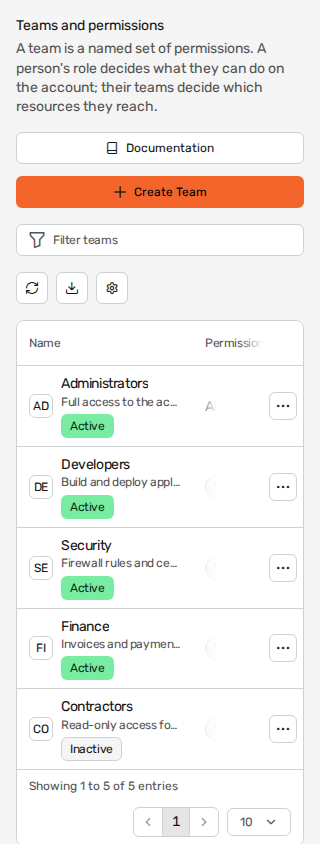 Teams and permissions
A team is a named set of permissions. A
person's role decides what they can do on
the account; their teams decide which
resources they reach.
Documentation
Create Team
Filter teams
Name
AD
Administrators
Full access to the ac...
Active
DE
Developers
Build and deploy appl...
Active
SE
Security
Firewall rules and ce...
Active
FI
Finance
Invoices and paymen...
Active
CO
Contractors
Read-only access fo...
Inactive
Showing 1 to 5 of 5 entries
1
10